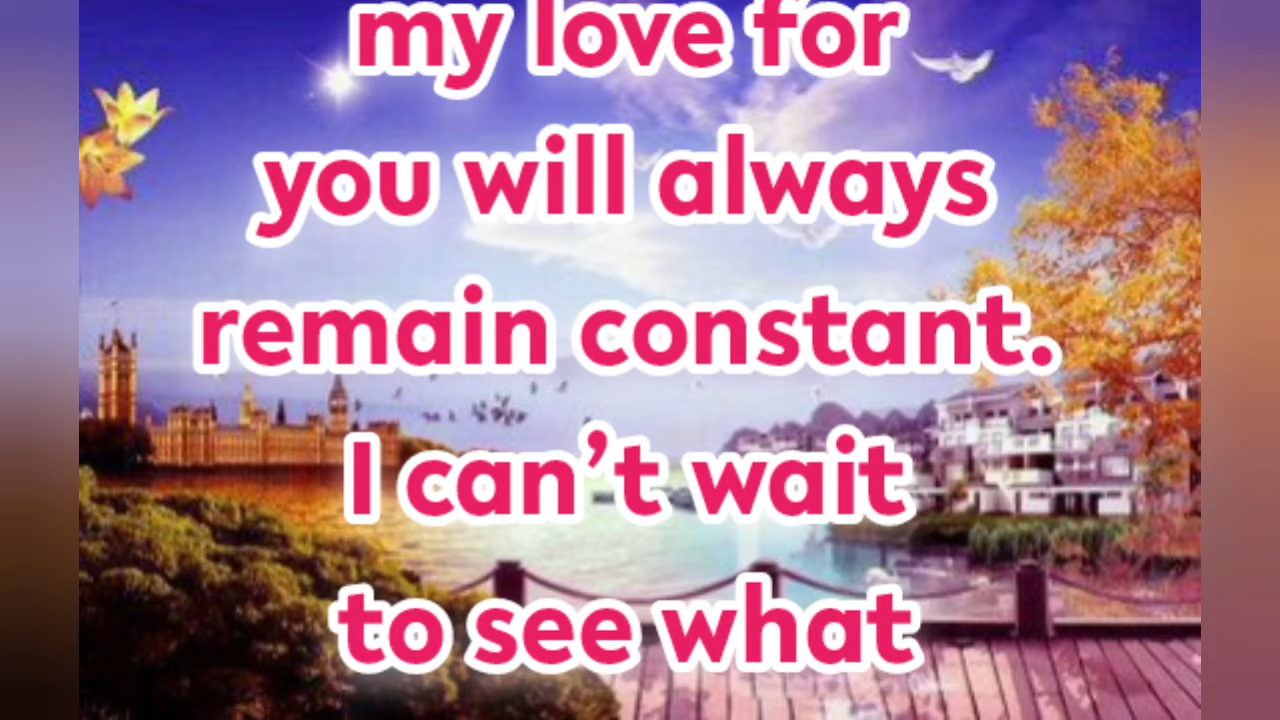 my love for
you will always
remain constant.
I can’t wait
to see what